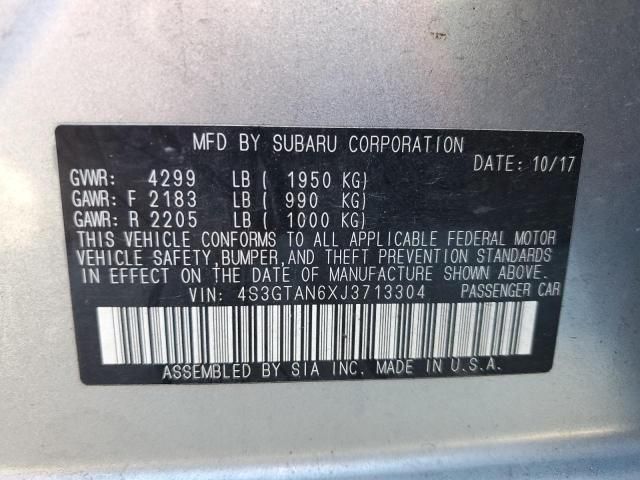 MFD BY SUBARU CORPORATION
DATE: 10/17
GVWR: 4299 LB ( 1950 KG)
GAWR: F 2183 LB ( 990 KG)
GAWR: R 2205 LB ( 1000 KG)
THIS VEHICLE CONFORMS TO ALL APPLICABLE FEDERAL MOTOR
VEHICLE SAFETY,BUMPER,AND THEFT PREVENTION STANDARDS
IN EFFECT ON THE DATE OF MANUFACTURE SHOWN ABOVE.
VIN: 4S3GTAN6XJ3713304 PASSENGER CAR
ASSEMBLED BY SIA INC. MADE IN U.S.A.